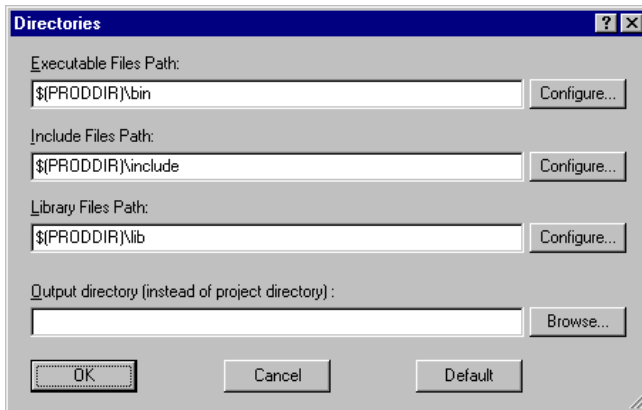 Directories
Executable Files Path:
$(PRODDIR)\bin
Configure...
Include Files Path:
$(PRODDIR)\include
Configure...
Library Files Path:
$(PRODDIR)\lib
Configure...
Output directory (instead of project directory) :
Browse...
OK
Cancel
Default